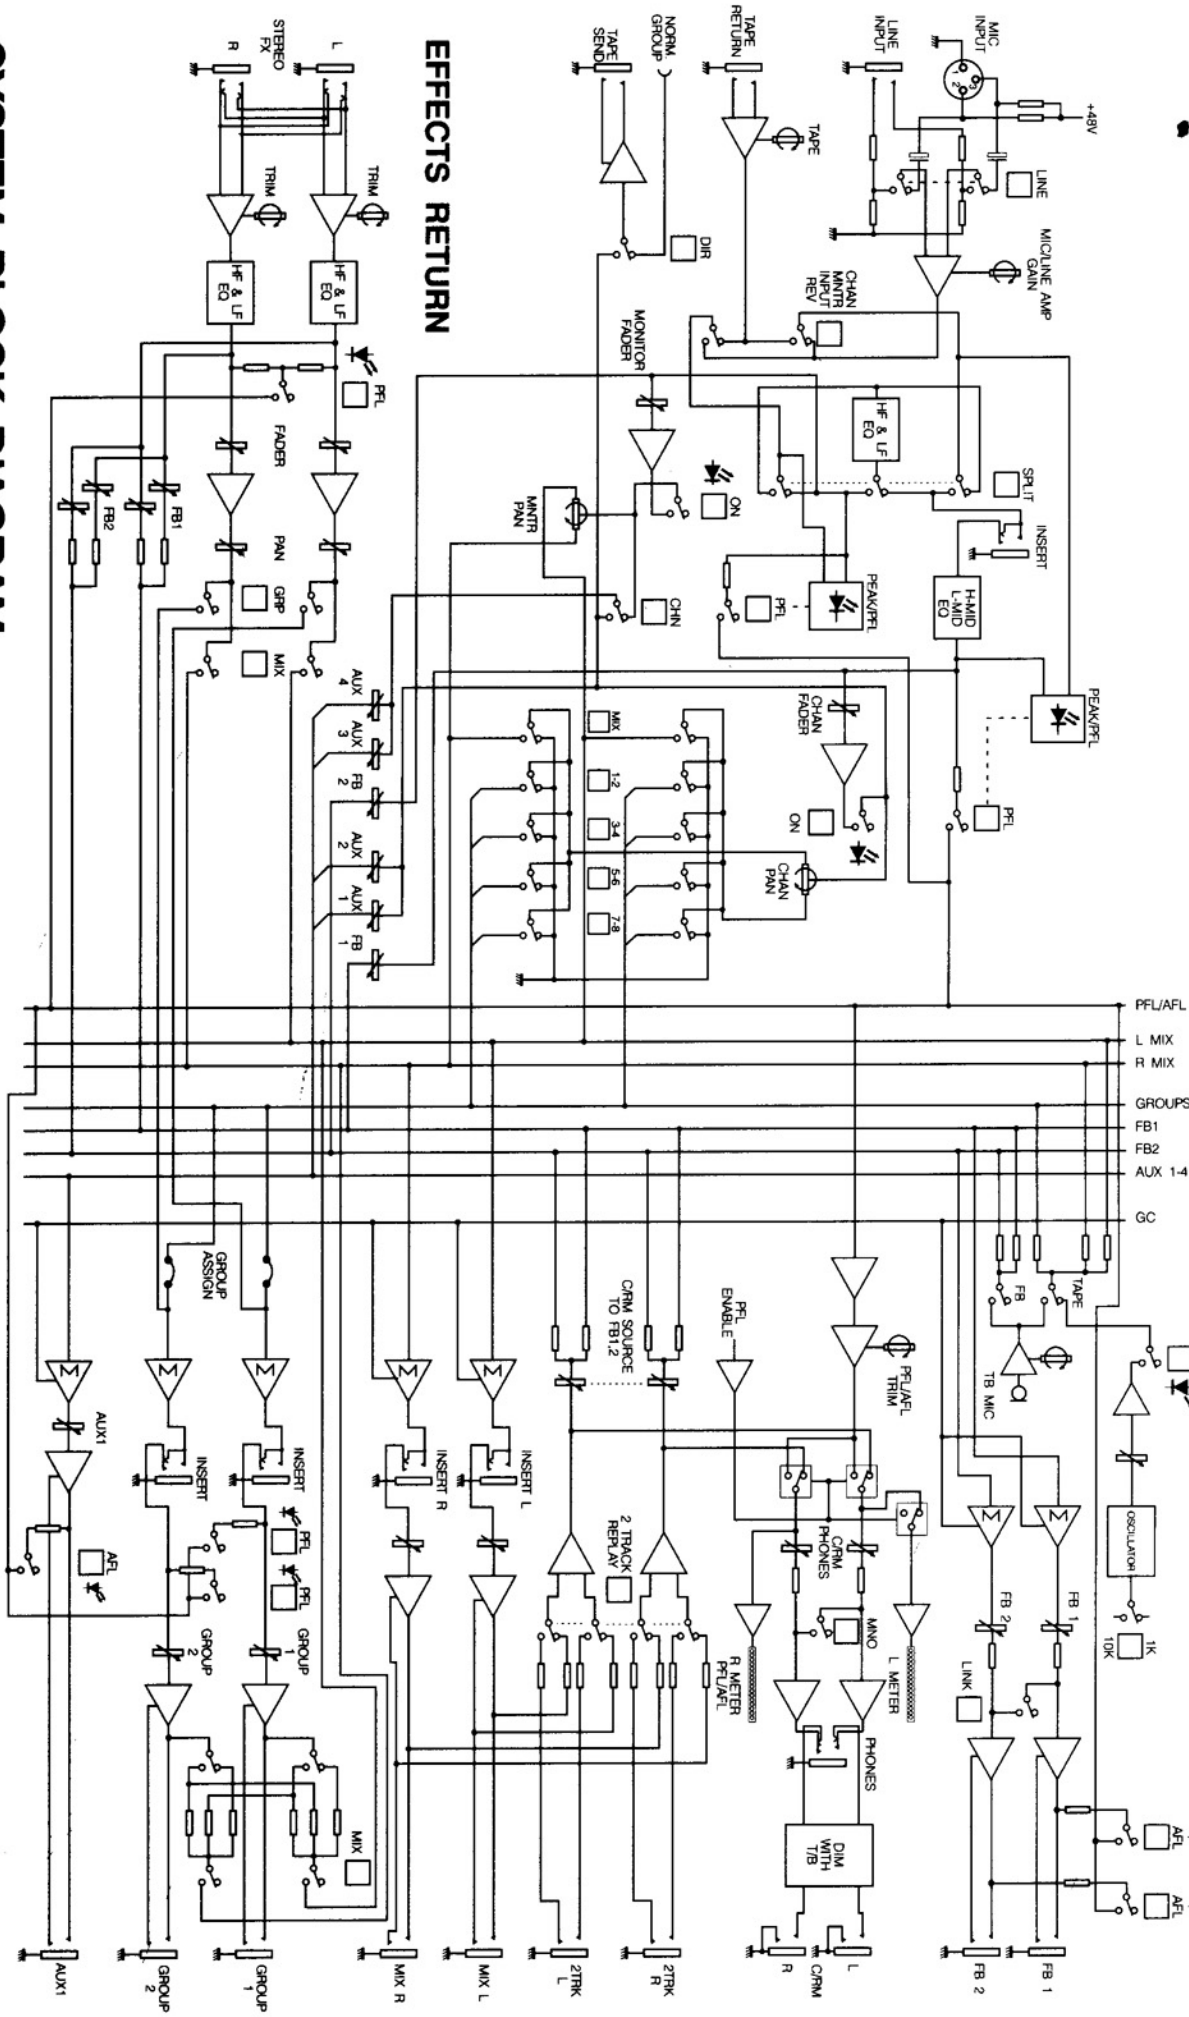 SYSTEM BLOCK DIAGRAM
EFFECTS RETURN
MIC
INPUT
1
2
3
+48V
LINE
INPUT
LINE
MIC/LINE AMP
GAIN
TAPE
RETURN
TAPE
NORM.
GROUP
TAPE
SEND
DIR
CHAN
MNTR
INPUT
REV
MONITOR
FADER
HF & LF
EQ
SPLIT
INSERT
H-MID
L-MID
EQ
PEAK/PFL
PFL
PEAK/PFL
PFL
ON
MNTR
PAN
CHN
CHAN
FADER
ON
CHAN
PAN
MIX
1-2
3-4
5-6
7-8
AUX
4
AUX
3
FB
2
AUX
2
AUX
1
FB
1
STEREO
FX
L
R
TRIM
TRIM
HF & LF
EQ
HF & LF
EQ
PFL
FADER
FB1
FB2
PAN
GRP
MIX
PFL/AFL
L MIX
R MIX
GROUPS
FB1
FB2
AUX 1-4
GC
TAPE
FB
TB MIC
OSCILLATOR
1K
10K
FB 1
FB 2
LINK
AFL
AFL
FB 1
FB 2
PFL/AFL
TRIM
PFL
ENABLE
C/RM
PHONES
MNO
L METER
R METER
PFL/AFL
PHONES
DIM
WITH
T/B
L
C/RM
R
C/RM SOURCE
TO FB1,2
2 TRACK
REPLAY
2TRK
R
2TRK
L
INSERT L
INSERT R
MIX L
MIX R
GROUP
ASSIGN
INSERT
INSERT
PFL
PFL
GROUP
1
GROUP
2
MIX
GROUP
1
GROUP
2
AUX1
AFL
AUX1
Σ
Σ
Σ
Σ
Σ
Σ
Σ